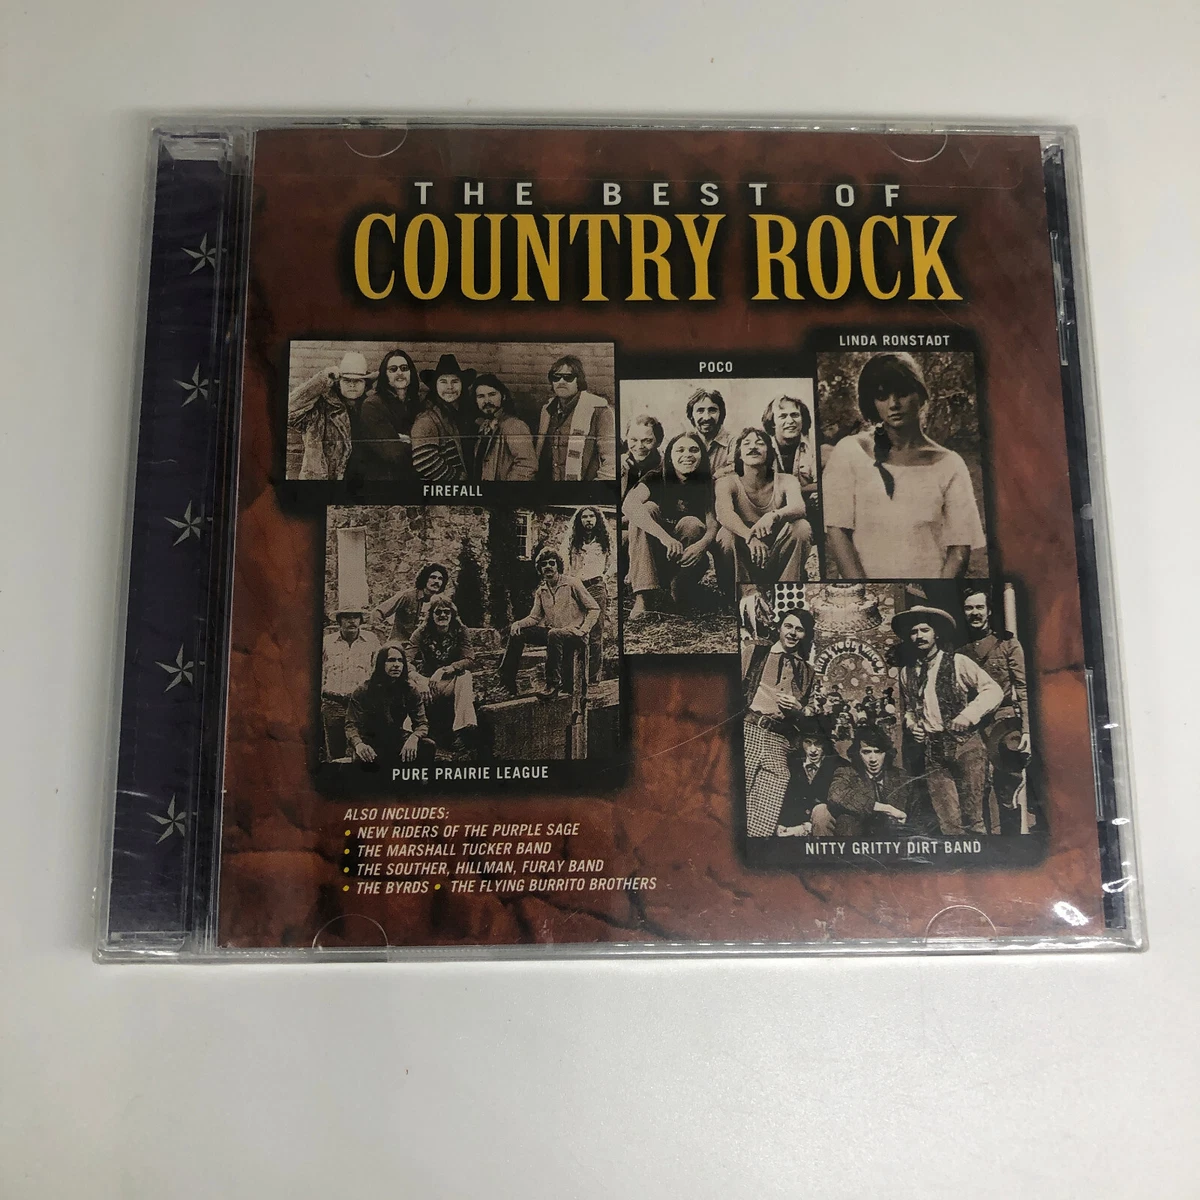 THE BEST OF
COUNTRY ROCK
LINDA RONSTADT
POCO
FIREFALL
PURE PRAIRIE LEAGUE
NITTY GRITTY DIRT BAND
ALSO INCLUDES:
• NEW RIDERS OF THE PURPLE SAGE
• THE MARSHALL TUCKER BAND
• THE SOUTHER, HILLMAN, FURAY BAND
• THE BYRDS • THE FLYING BURRITO BROTHERS